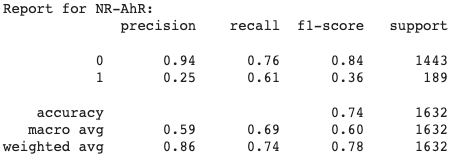 Report for NR-AhR:
precision recall f1-score support
0 0.94 0.76 0.84 1443
1 0.25 0.61 0.36 189
accuracy 0.74 1632
macro avg 0.59 0.69 0.60 1632
weighted avg 0.86 0.74 0.78 1632